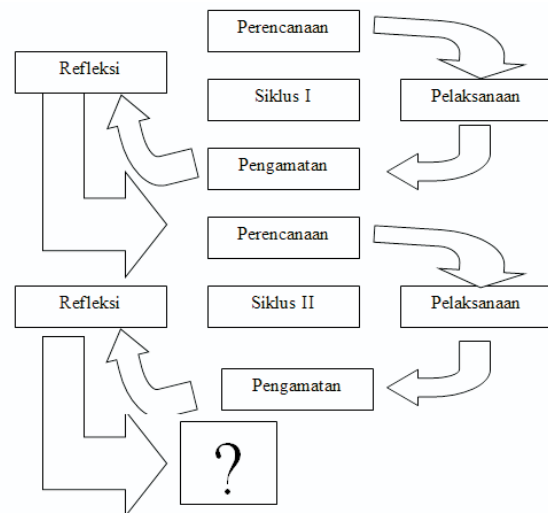 Perencanaan
Refleksi
Siklus I
Pelaksanaan
Pengamatan
Perencanaan
Refleksi
Siklus II
Pelaksanaan
Pengamatan
?